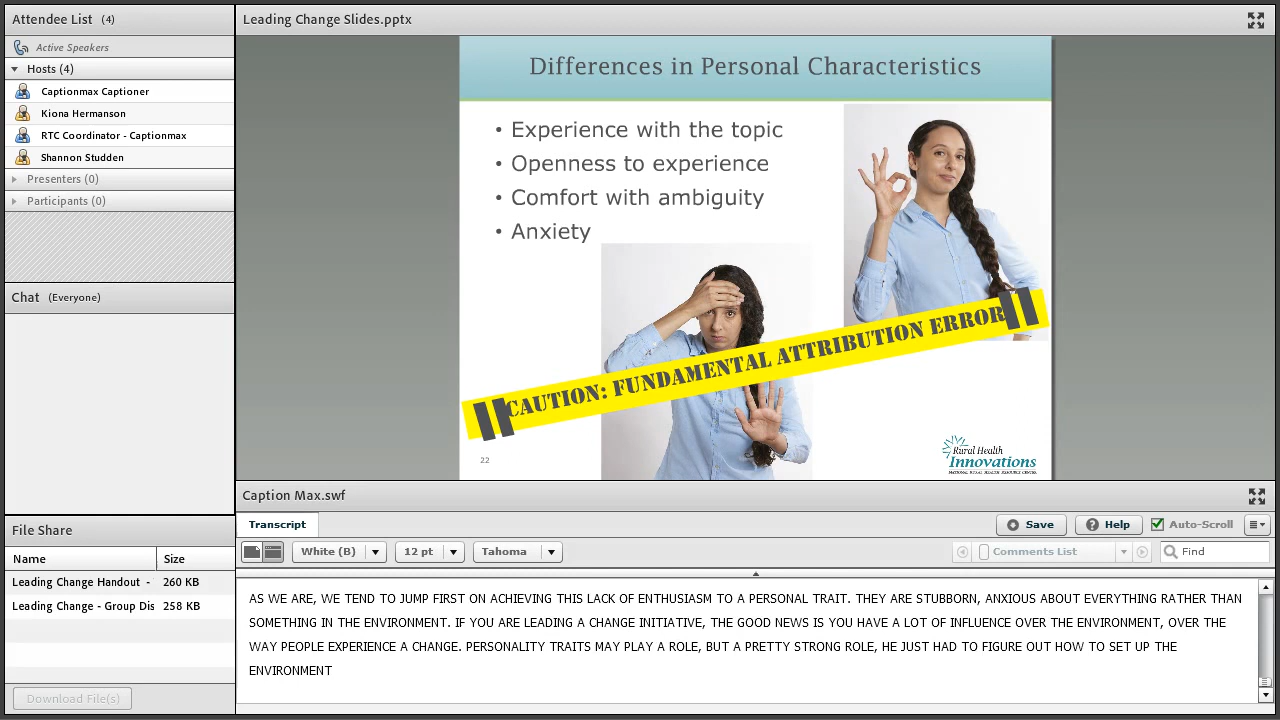 Attendee List (4)
Active Speakers
Hosts (4)
Captionmax Captioner
Kiona Hermanson
RTC Coordinator - Captionmax
Shannon Studden
Presenters (0)
Participants (0)
Chat (Everyone)
File Share
Name Size
Leading Change Handout - 260 KB
Leading Change - Group Dis 258 KB
Download File(s)
Leading Change Slides.pptx
Differences in Personal Characteristics
• Experience with the topic
• Openness to experience
• Comfort with ambiguity
• Anxiety
CAUTION: FUNDAMENTAL ATTRIBUTION ERROR
22
Rural Health
Innovations
NATIONAL RURAL HEALTH RESOURCE CENTER
Caption Max.swf
Transcript
Save
Help
Auto-Scroll
White (B)
12 pt
Tahoma
Comments List
Find
AS WE ARE, WE TEND TO JUMP FIRST ON ACHIEVING THIS LACK OF ENTHUSIASM TO A PERSONAL TRAIT. THEY ARE STUBBORN, ANXIOUS ABOUT EVERYTHING RATHER THAN
SOMETHING IN THE ENVIRONMENT. IF YOU ARE LEADING A CHANGE INITIATIVE, THE GOOD NEWS IS YOU HAVE A LOT OF INFLUENCE OVER THE ENVIRONMENT, OVER THE
WAY PEOPLE EXPERIENCE A CHANGE. PERSONALITY TRAITS MAY PLAY A ROLE, BUT A PRETTY STRONG ROLE, HE JUST HAD TO FIGURE OUT HOW TO SET UP THE
ENVIRONMENT